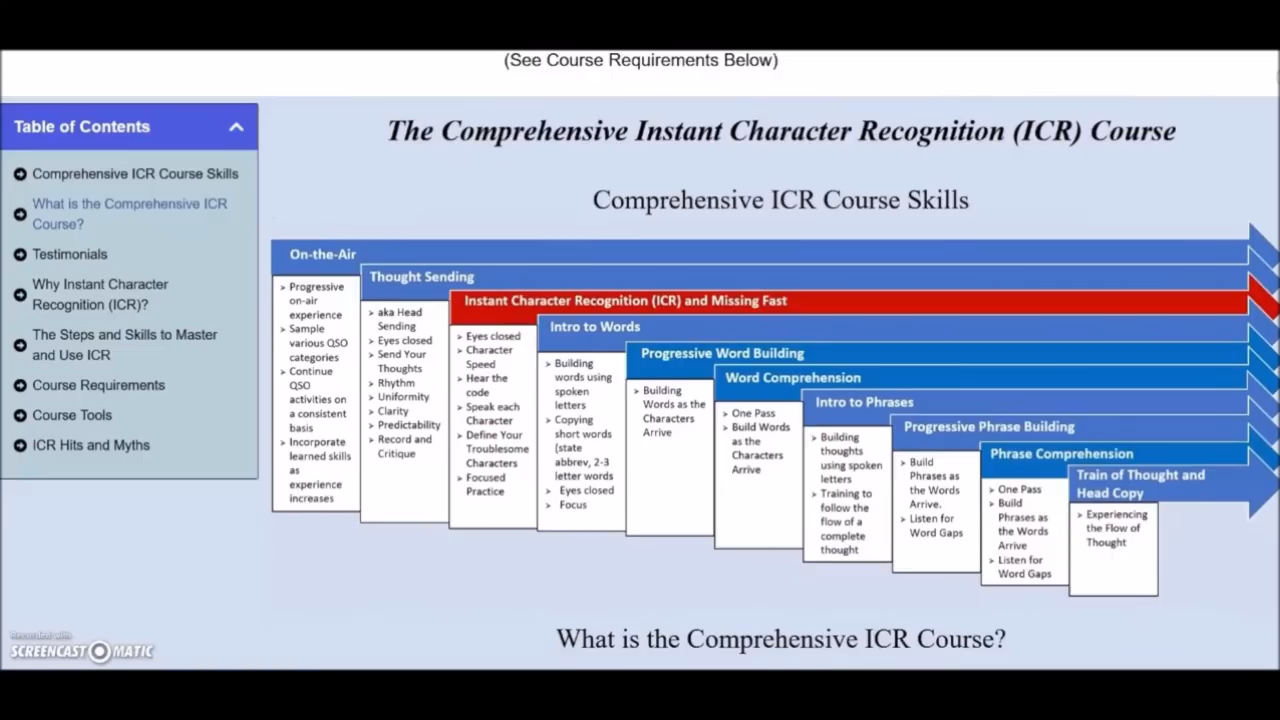 (See Course Requirements Below)
Table of Contents
Comprehensive ICR Course Skills
What is the Comprehensive ICR
Course?
Testimonials
Why Instant Character
Recognition (ICR)?
The Steps and Skills to Master
and Use ICR
Course Requirements
Course Tools
ICR Hits and Myths
The Comprehensive Instant Character Recognition (ICR) Course
Comprehensive ICR Course Skills
On-the-Air
Progressive
on-air
experience
Sample
various QSO
categories
Continue
QSO
activities on
a consistent
basis
Incorporate
learned skills
as
experience
increases
Thought Sending
aka Head
Sending
Eyes closed
Send Your
Thoughts
Rhythm
Uniformity
Clarity
Predictability
Record and
Critique
Instant Character Recognition (ICR) and Missing Fast
Eyes closed
Character
Speed
Hear the
code
Speak each
Character
Define Your
Troublesome
Characters
Focused
Practice
Intro to Words
Building
words using
spoken
letters
Copying
short words
(state
abbrev, 2-3
letter words
Eyes closed
Focus
Progressive Word Building
Building
Words as the
Characters
Arrive
Word Comprehension
One Pass
Build Words
as the
Characters
Arrive
Intro to Phrases
Building
thoughts
using spoken
letters
Training to
follow the
flow of a
complete
thought
Progressive Phrase Building
Build
Phrases as
the Words
Arrive.
Listen for
Word Gaps
Phrase Comprehension
One Pass
Build
Phrases as
the Words
Arrive
Listen for
Word Gaps
Train of Thought and
Head Copy
Experiencing
the Flow of
Thought
What is the Comprehensive ICR Course?
Recorded with
SCREENCAST MATIC